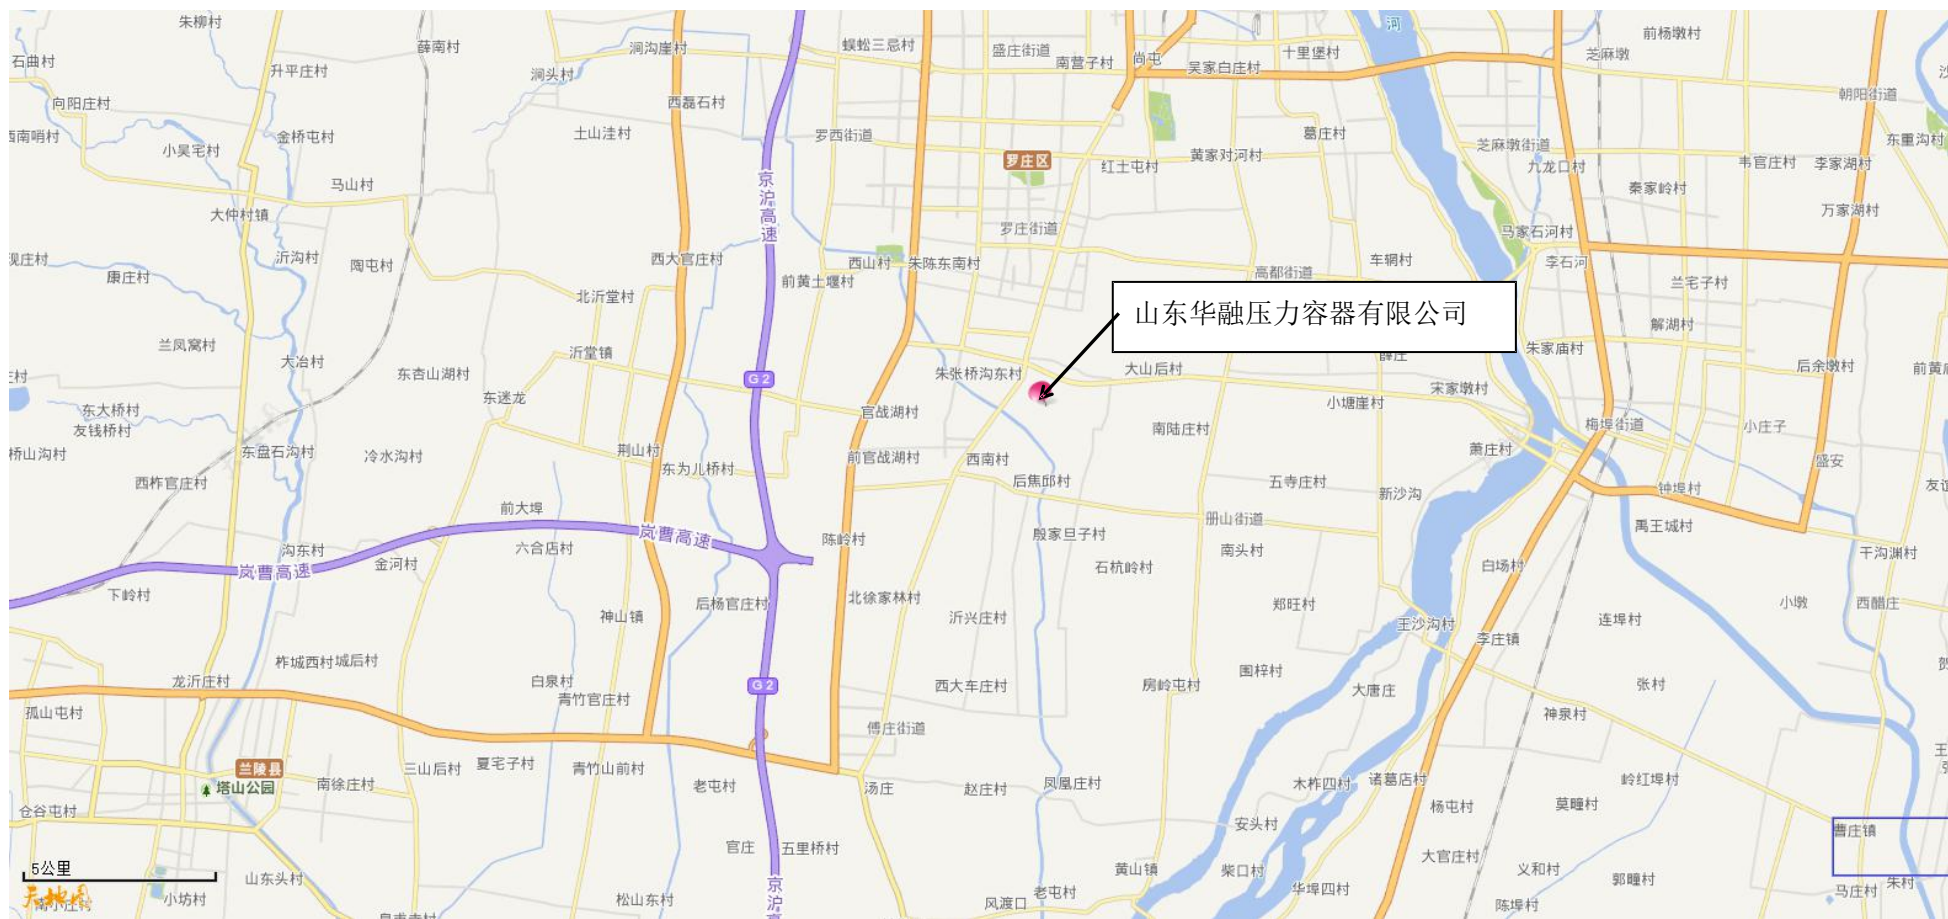 朱柳村
薛南村
涧沟崖村
蜈蚣三忌村
盛庄街道
南营子村
尚屯
吴家白庄村
十里堡村
河
芝麻墩
前杨墩村
石曲村
升平庄村
涧头村
朝阳街道
向阳庄村
西磊石村
西南哨村
金桥屯村
土山洼村
罗西街道
葛庄村
芝麻墩街道
东重沟村
小吴宅村
罗庄区
红土屯村
黄家对河村
九龙口村
韦官庄村
李家湖村
马山村
京沪高速
秦家岭村
大仲村镇
罗庄街道
马家石河村
万家湖村
沂沟村
陶屯村
西大官庄村
西山村
朱陈东南村
高都街道
车辋村
李石河
康庄村
前黄土堰村
兰宅子村
北沂堂村
山东华融压力容器有限公司
解湖村
兰凤窝村
大冶村
沂堂镇
薛庄
朱家庙村
后余墩村
东杏山湖村
G2
朱张桥沟东村
大山后村
宋家墩村
东迷龙
小塘崖村
东大桥村
官战湖村
友钱桥村
南陆庄村
梅埠街道
小庄子
桥山沟村
东盘石沟村
冷水沟村
荆山村
东为儿桥村
前官战湖村
西南村
萧庄村
盛安
西柞官庄村
后焦邱村
五寺庄村
新沙沟
钟埠村
前大埠
册山街道
禹王城村
岚曹高速
陈岭村
殷家旦子村
沟东村
六合店村
南头村
干沟渊村
岚曹高速
金河村
石杭岭村
白场村
下岭村
后杨官庄村
北徐家林村
郑旺村
小墩
西醋庄
神山镇
沂兴庄村
王沙沟村
连埠村
李庄镇
柞城西村
城后村
龙沂庄村
白泉村
G2
西大车庄村
房岭屯村
围梓村
大唐庄
张村
青竹官庄村
孤山屯村
傅庄街道
神泉村
兰陵县
三山后村
夏宅子村
青竹山前村
塔山公园
南徐庄村
老屯村
汤庄
赵庄村
凤凰庄村
木柞四村
诸葛店村
岭红埠村
仓谷屯村
杨屯村
莫疃村
安头村
曹庄镇
官庄
五里桥村
大官庄村
5公里
山东头村
黄山镇
柴口村
义和村
郭疃村
朱村
天地图
小坊村
松山东村
京沪高
风渡口
老屯村
华埠四村
陈埠村
马庄村